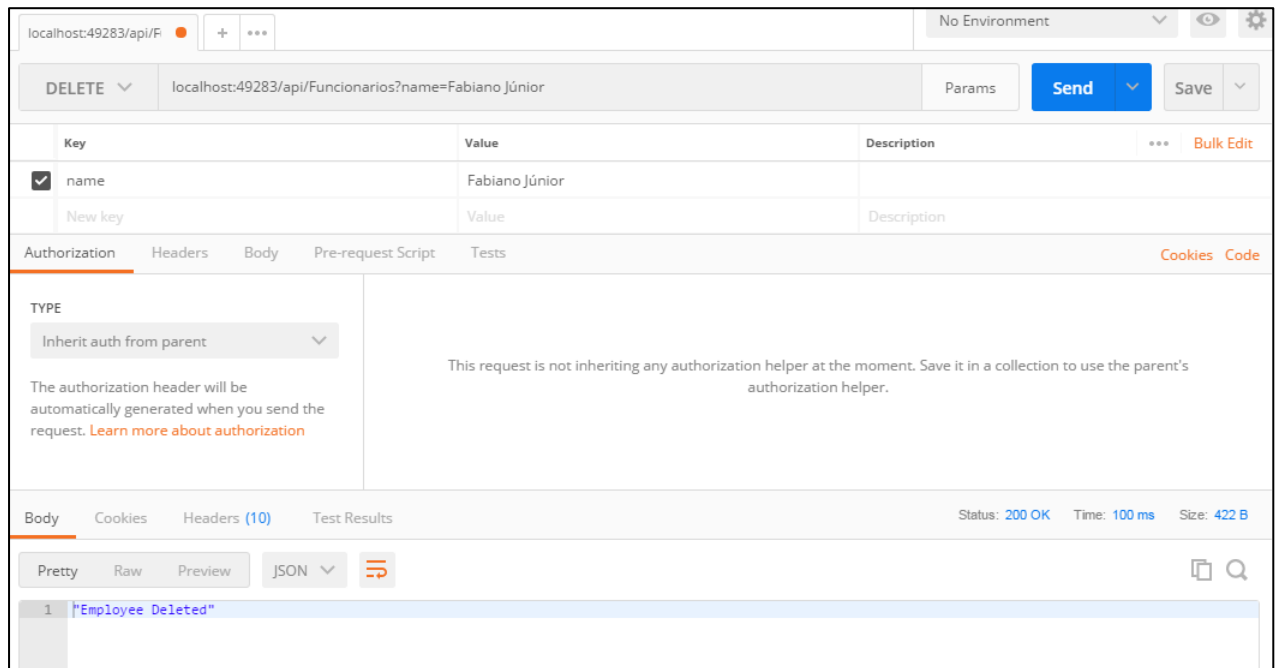 localhost:49283/api/F
+
No Environment
DELETE localhost:49283/api/Funcionarios?name=Fabiano Júnior Params Send Save
Key Value Description Bulk Edit
name Fabiano Júnior
New key Value Description
Authorization Headers Body Pre-request Script Tests Cookies Code
TYPE
Inherit auth from parent
The authorization header will be
automatically generated when you send the
request. Learn more about authorization
This request is not inheriting any authorization helper at the moment. Save it in a collection to use the parent's
authorization helper.
Body Cookies Headers (10) Test Results Status: 200 OK Time: 100 ms Size: 422 B
Pretty Raw Preview JSON
1 "Employee Deleted"